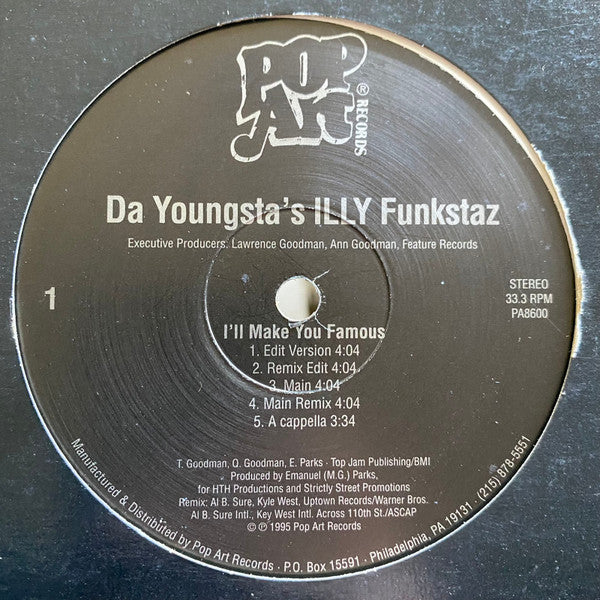 POP
ART
® RECORDS
Da Youngsta's ILLY Funkstaz
Executive Producers: Lawrence Goodman, Ann Goodman, Feature Records
1
STEREO
33.3 RPM
PA8600
I'll Make You Famous
1. Edit Version 4:04
2. Remix Edit 4:04
3. Main 4:04
4. Main Remix 4:04
5. A cappella 3:34
T. Goodman, Q. Goodman, E. Parks · Top Jam Publishing/BMI
Produced by Emanuel (M.G.) Parks,
for HTH Productions and Strictly Street Promotions
Remix: Al B. Sure, Kyle West, Uptown Records/Warner Bros.
Al B. Sure Intl., Key West Intl. Across 110th St./ASCAP
© ℗ 1995 Pop Art Records
Manufactured & Distributed by Pop Art Records · P.O. Box 15591 · Philadelphia, PA 19131 (215) 878-5551